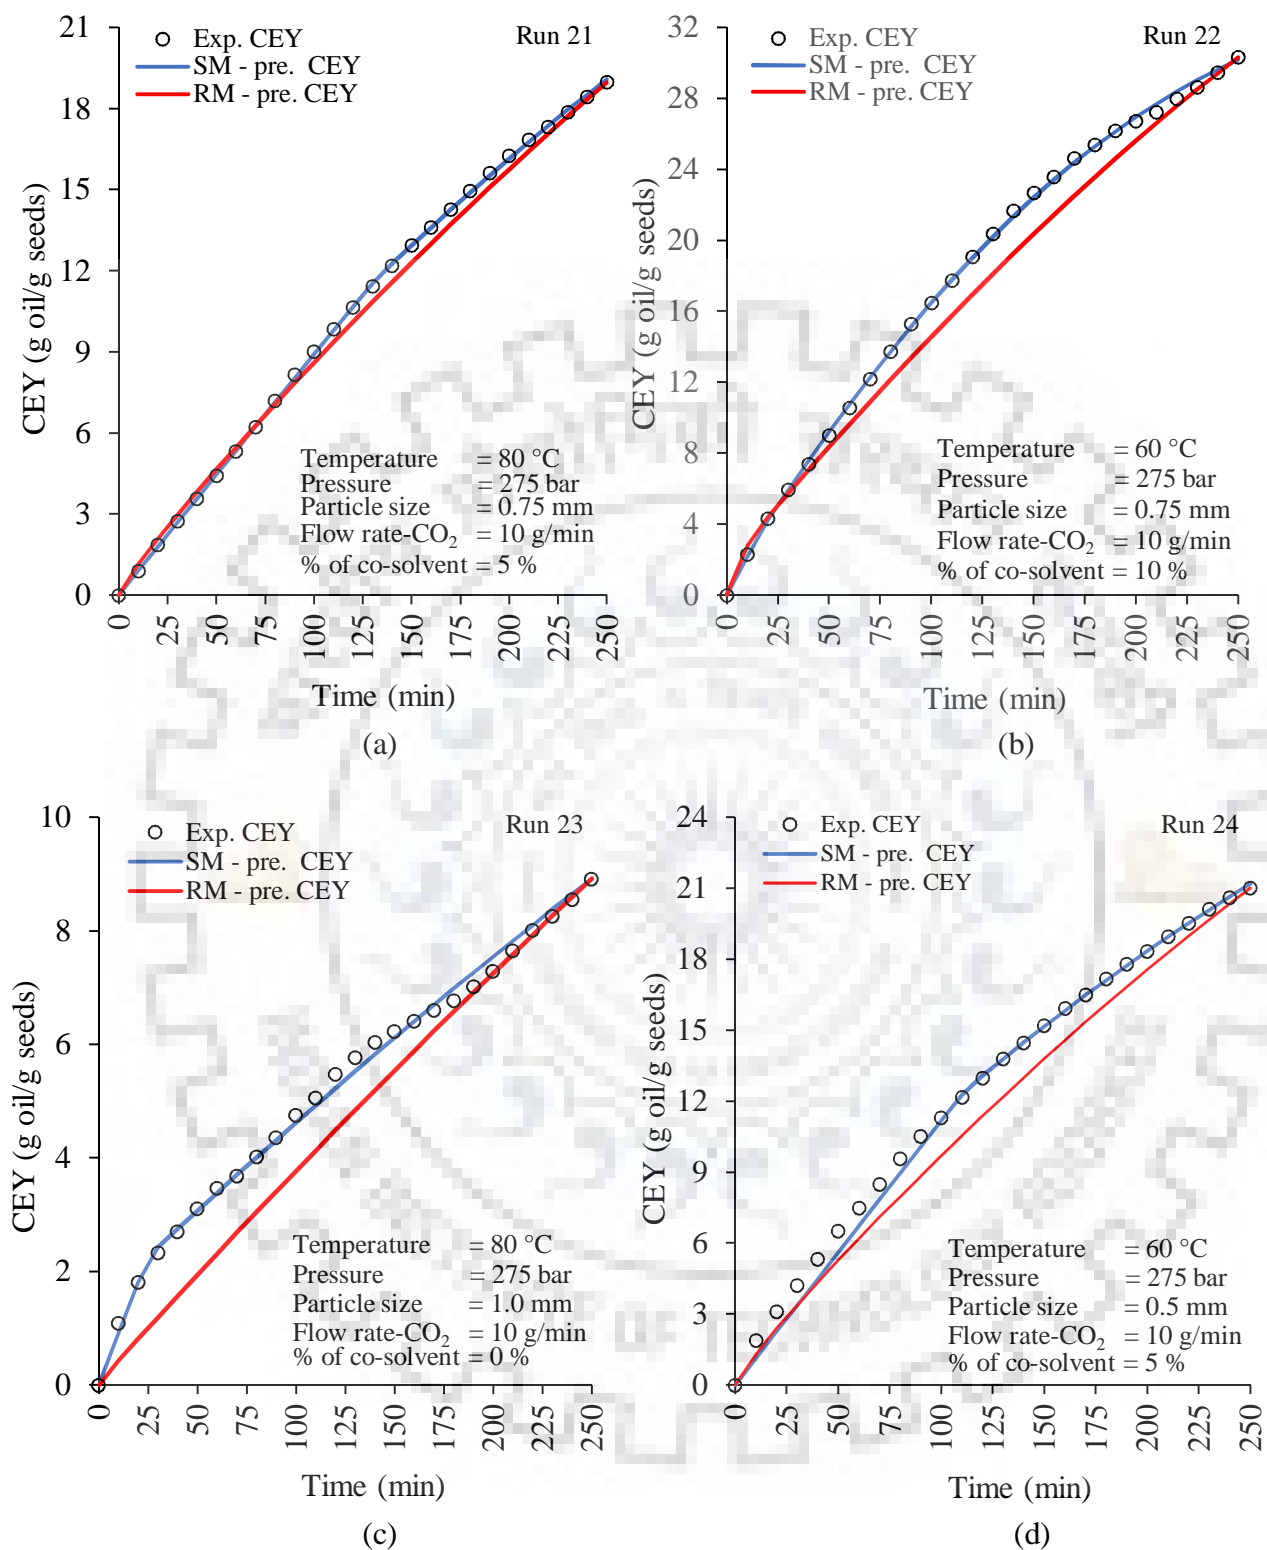 21
18
15
12
9
6
3
0
CEY (g oil/g seeds)
Exp. CEY
SM - pre. CEY
RM - pre. CEY
Run 21
Temperature = 80 °C
Pressure = 275 bar
Particle size = 0.75 mm
Flow rate-CO₂ = 10 g/min
% of co-solvent = 5 %
0 25 50 75 100 125 150 175 200 225 250
Time (min)
(a)
32
28
24
20
16
12
8
4
0
CEY (g oil/g seeds)
Exp. CEY
SM - pre. CEY
RM - pre. CEY
Run 22
Temperature = 60 °C
Pressure = 275 bar
Particle size = 0.75 mm
Flow rate-CO₂ = 10 g/min
% of co-solvent = 10 %
0 25 50 75 100 125 150 175 200 225 250
Time (min)
(b)
10
8
6
4
2
0
CEY (g oil/g seeds)
Exp. CEY
SM - pre. CEY
RM - pre. CEY
Run 23
Temperature = 80 °C
Pressure = 275 bar
Particle size = 1.0 mm
Flow rate-CO₂ = 10 g/min
% of co-solvent = 0 %
0 25 50 75 100 125 150 175 200 225 250
Time (min)
(c)
24
21
18
15
12
9
6
3
0
CEY (g oil/g seeds)
Exp. CEY
SM - pre. CEY
RM - pre. CEY
Run 24
Temperature = 60 °C
Pressure = 275 bar
Particle size = 0.5 mm
Flow rate-CO₂ = 10 g/min
% of co-solvent = 5 %
0 25 50 75 100 125 150 175 200 225 250
Time (min)
(d)